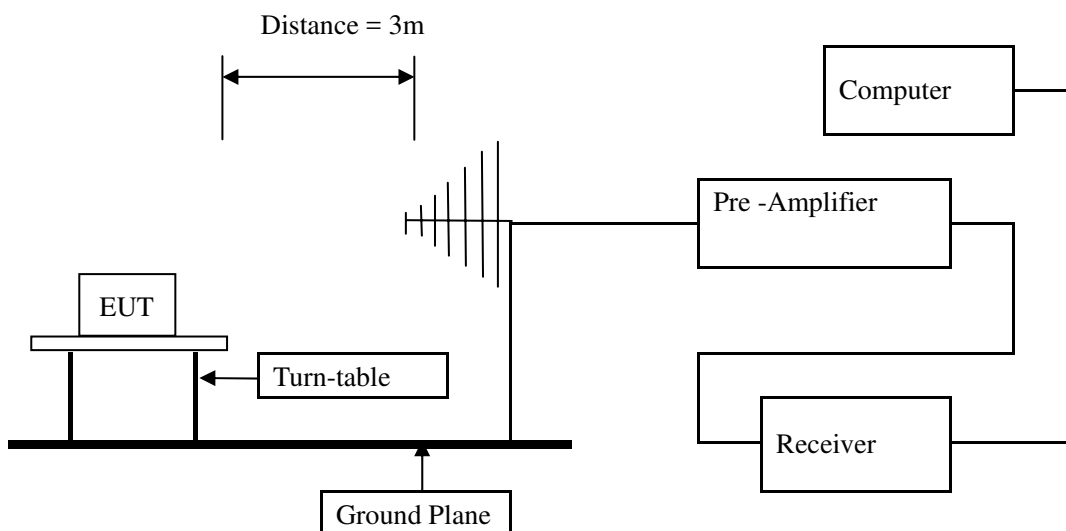 Distance = 3m
Computer
Pre -Amplifier
EUT
Turn-table
Receiver
Ground Plane